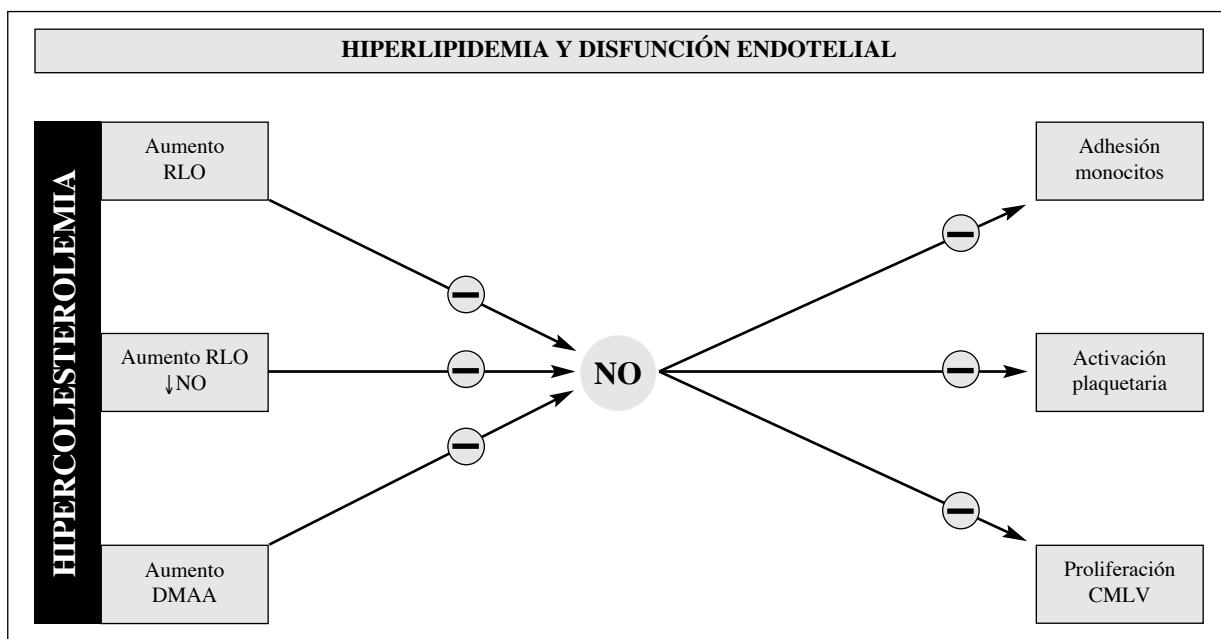 HIPERLIPIDEMIA Y DISFUNCIÓN ENDOTELIAL
HIPERCOLESTEROLEMIA
Aumento
RLO
Aumento RLO
↓NO
Aumento
DMAA
NO
Adhesión
monocitos
Activación
plaquetaria
Proliferación
CMLV